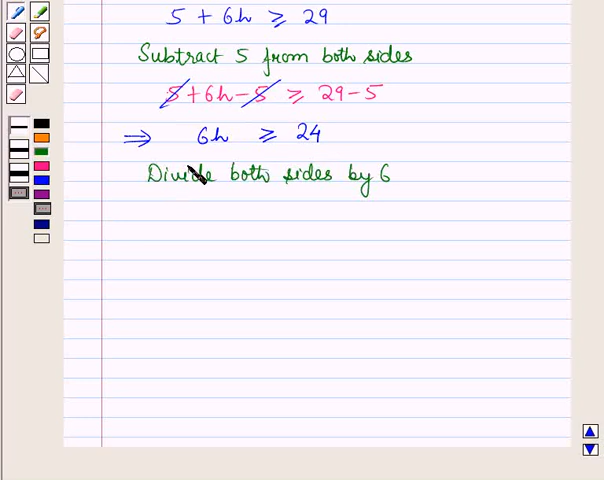 5 + 6h ⩾ 29
Subtract 5 from both sides
5 + 6h - 5 ⩾ 29 - 5
⇒ 6h ⩾ 24
Divide both sides by 6